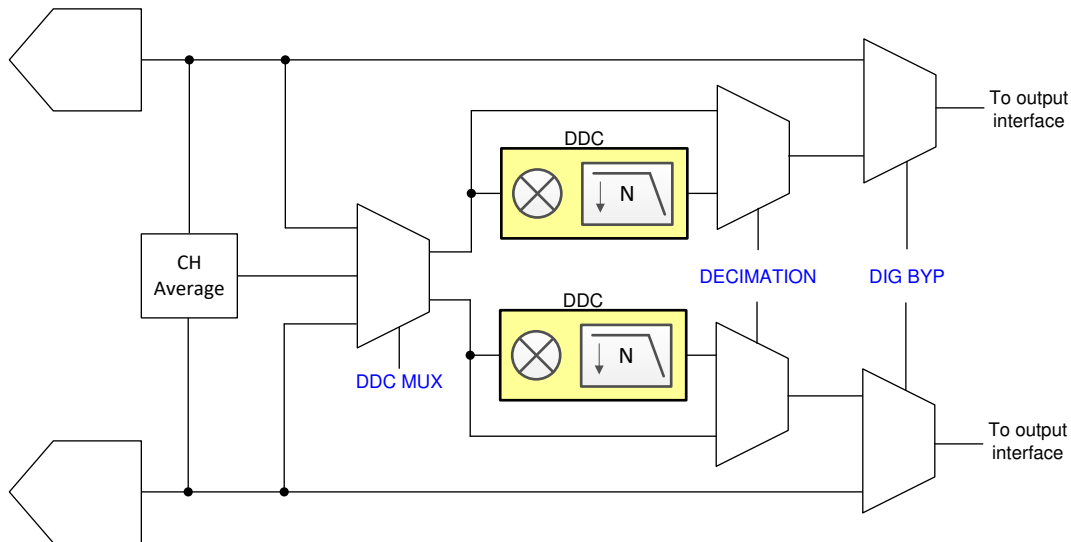 To output
interface
DDC
N
CH
Average
DECIMATION
DIG BYP
DDC
N
DDC MUX
To output
interface